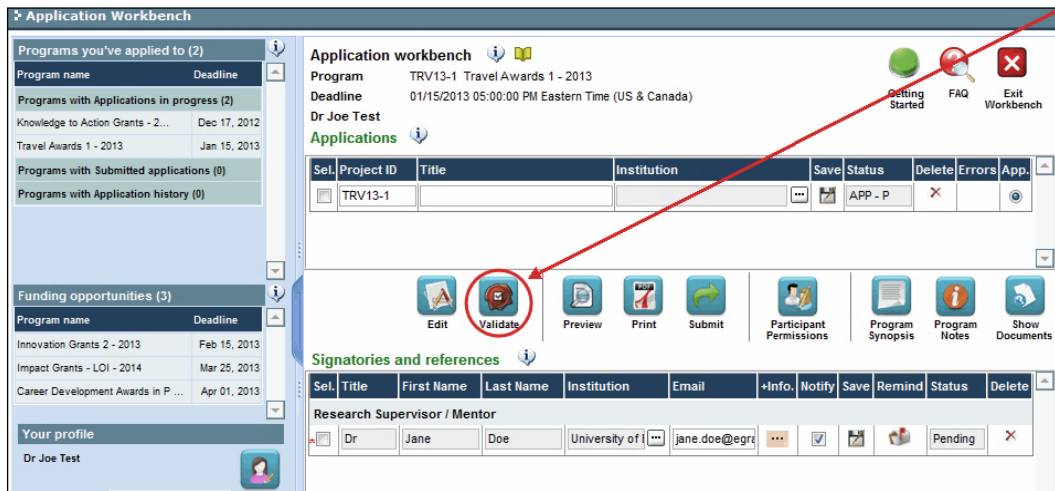 Application Workbench
Programs you've applied to (2)
Program name Deadline
Programs with Applications in progress (2)
Knowledge to Action Grants - 2... Dec 17, 2012
Travel Awards 1 - 2013 Jan 15, 2013
Programs with Submitted applications (0)
Programs with Application history (0)
Funding opportunities (3)
Program name Deadline
Innovation Grants 2 - 2013 Feb 15, 2013
Impact Grants - LOI - 2014 Mar 25, 2013
Career Development Awards in P ... Apr 01, 2013
Your profile
Dr Joe Test
Application workbench
Program TRV13-1 Travel Awards 1 - 2013
Deadline 01/15/2013 05:00:00 PM Eastern Time (US & Canada)
Dr Joe Test
Getting Started
FAQ
Exit Workbench
Applications
Sel. Project ID Title Institution Save Status Delete Errors App.
TRV13-1 ... APP - P
Edit
Validate
Preview
PDF
Print
Submit
Participant Permissions
Program Synopsis
Program Notes
Show Documents
Signatories and references
Sel. Title First Name Last Name Institution Email +Info. Notify Save Remind Status Delete
Research Supervisor / Mentor
Dr Jane Doe University of ... jane.doe@egra ... Pending